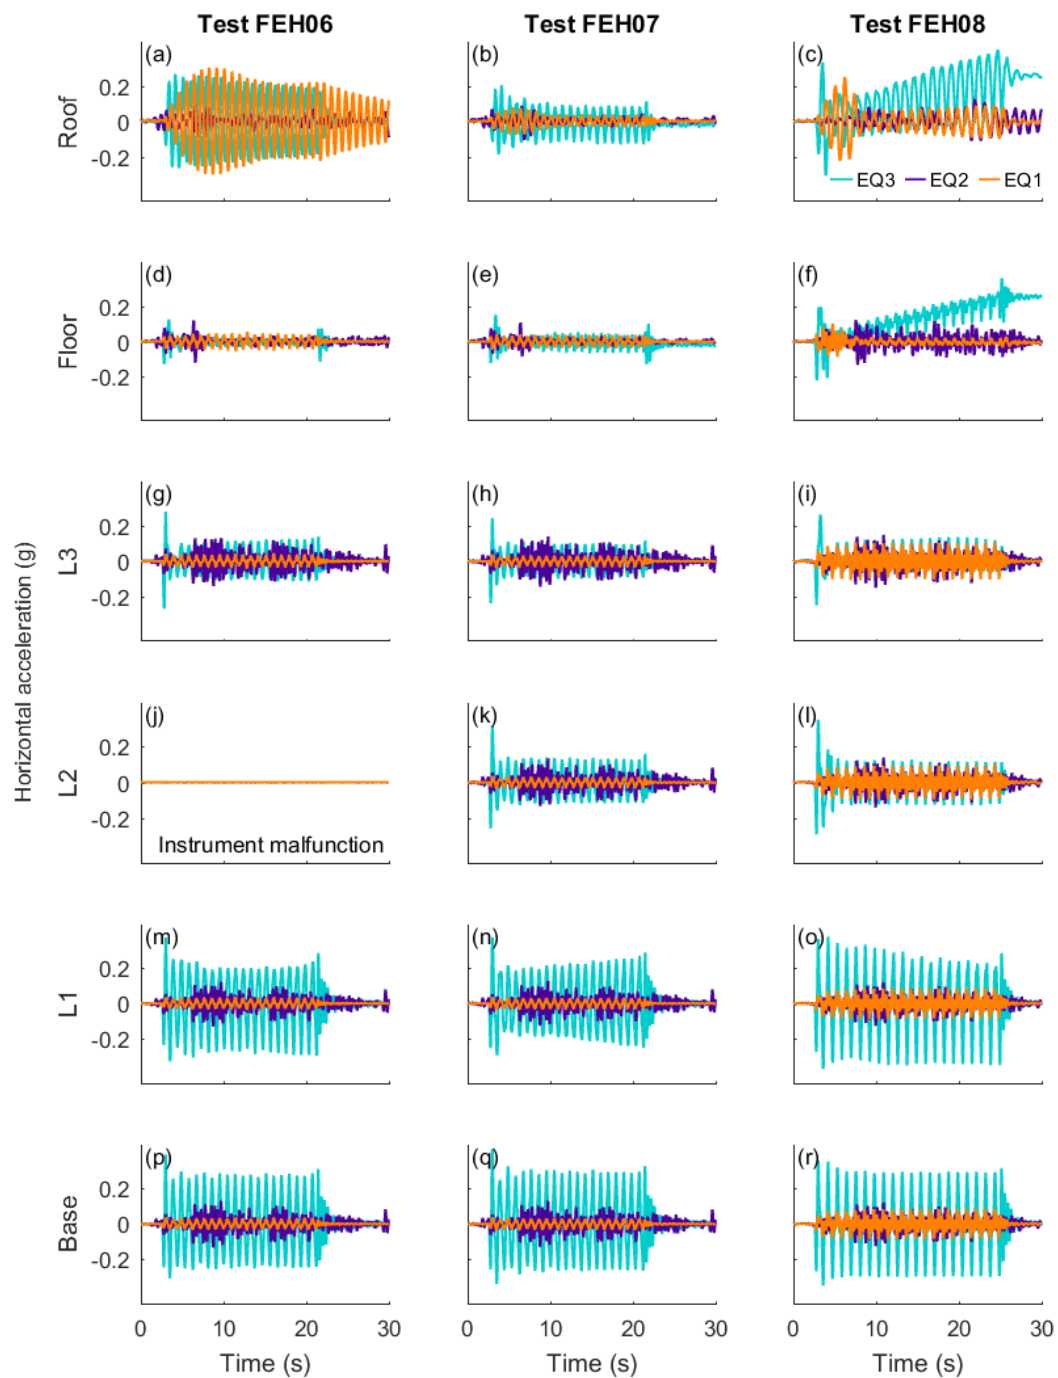 Test FEH06 Test FEH07 Test FEH08
(a) (b) (c)
Roof
0.2
0
-0.2
EQ3 EQ2 EQ1
(d) (e) (f)
Floor
0.2
0
-0.2
(g) (h) (i)
L3
0.2
0
-0.2
Horizontal acceleration (g)
(j) (k) (l)
L2
0.2
0
-0.2
Instrument malfunction
(m) (n) (o)
L1
0.2
0
-0.2
(p) (q) (r)
Base
0.2
0
-0.2
0 10 20 30 0 10 20 30 0 10 20 30
Time (s) Time (s) Time (s)